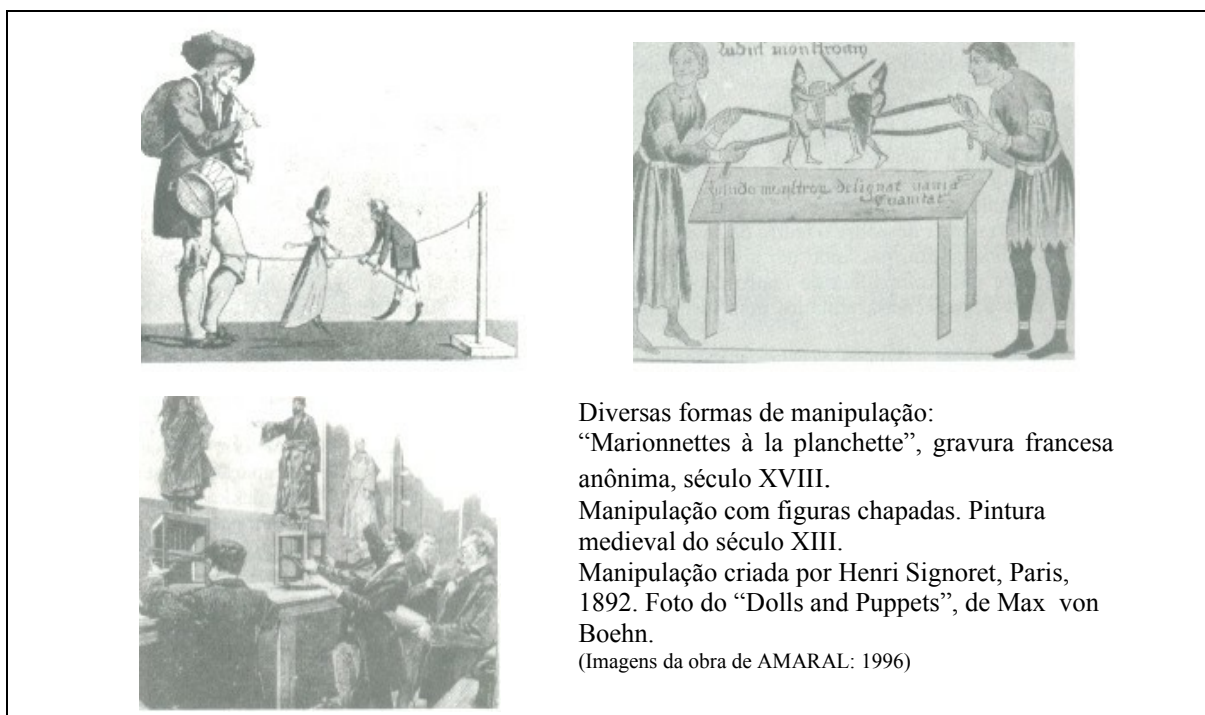 Diversas formas de manipulação:
“Marionnettes à la planchette”, gravura francesa
anônima, século XVIII.
Manipulação com figuras chapadas. Pintura
medieval do século XIII.
Manipulação criada por Henri Signoret, Paris,
1892. Foto do “Dolls and Puppets”, de Max von
Boehn.
(Imagens da obra de AMARAL: 1996)